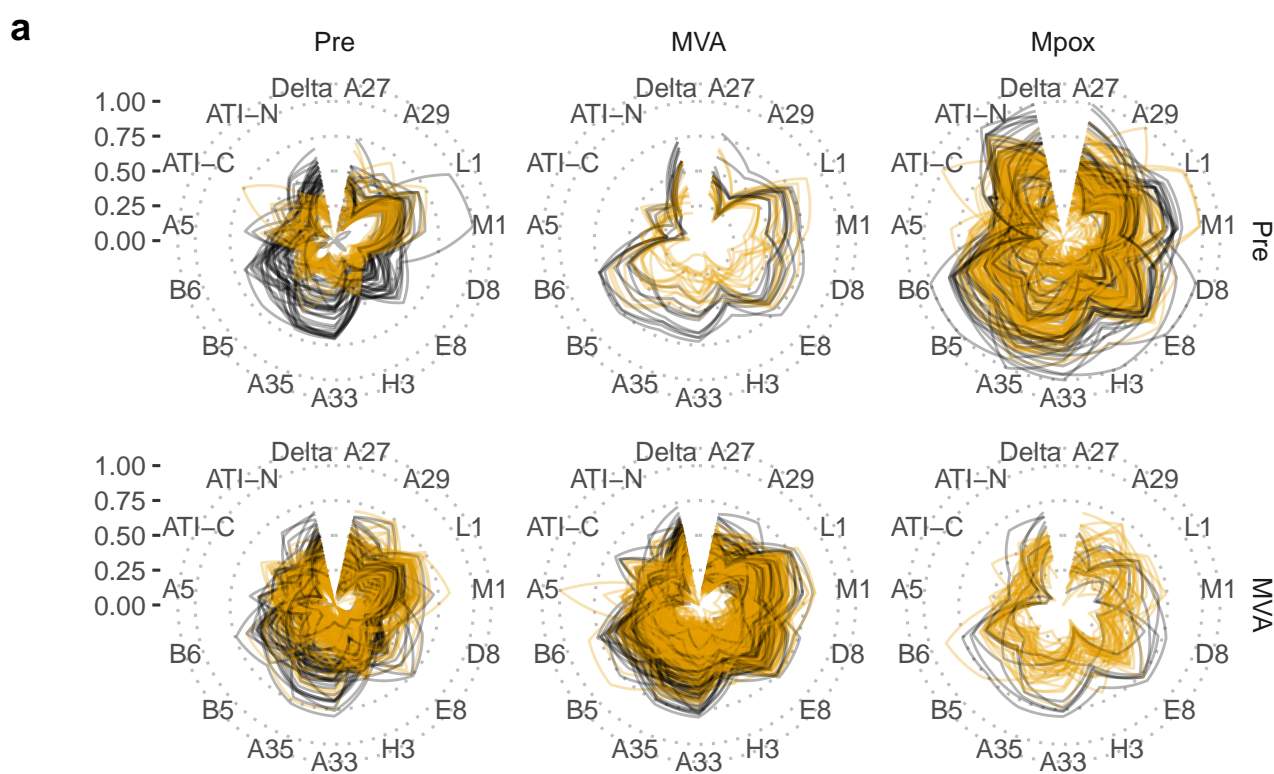 a
Pre MVA Mpox
Delta A27 Delta A27 Delta A27
1.00 ATI–N A29 ATI–N A29 ATI–N A29
0.75
0.50 ATI–C L1 ATI–C L1 ATI–C L1
0.25 A5 M1 A5 M1 A5 M1 Pre
0.00
B6 D8 B6 D8 B6 D8
B5 E8 B5 E8 B5 E8
A35 H3 A35 H3 A35 H3
A33 A33 A33
Delta A27 Delta A27 Delta A27
1.00 ATI–N A29 ATI–N A29 ATI–N A29
0.75
0.50 ATI–C L1 ATI–C L1 ATI–C L1
0.25 A5 M1 A5 M1 A5 M1 MVA
0.00
B6 D8 B6 D8 B6 D8
B5 E8 B5 E8 B5 E8
A35 H3 A35 H3 A35 H3
A33 A33 A33